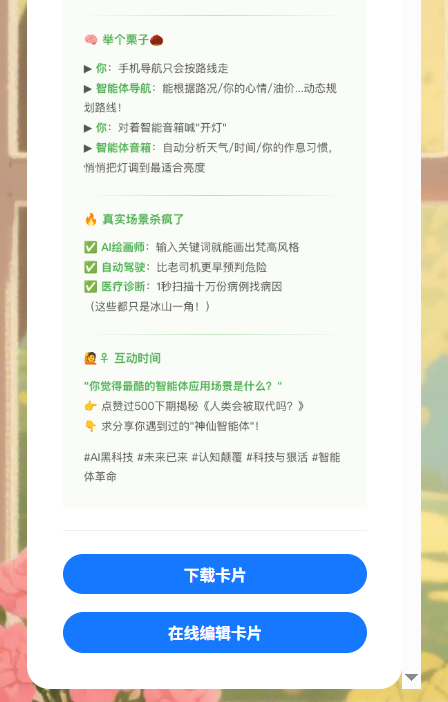 🧠 举个栗子🌰
▶ 你：手机导航只会按路线走
▶ 智能体导航：能根据路况/你的心情/油价...动态规
划路线！
▶ 你：对着智能音箱喊"开灯"
▶ 智能体音箱：自动分析天气/时间/你的作息习惯，
悄悄把灯调到最适合亮度
🔥 真实场景杀疯了
✅ AI绘画师：输入关键词就能画出梵高风格
✅ 自动驾驶：比老司机更早预判危险
✅ 医疗诊断：1秒扫描十万份病例找病因
（这些都只是冰山一角！）
🙋♀ 互动时间
"你觉得最酷的智能体应用场景是什么？"
👉 点赞过500下期揭秘《人类会被取代吗？》
👇 求分享你遇到过的"神仙智能体"！
#AI黑科技 #未来已来 #认知颠覆 #科技与狠活 #智能
体革命
下载卡片
在线编辑卡片